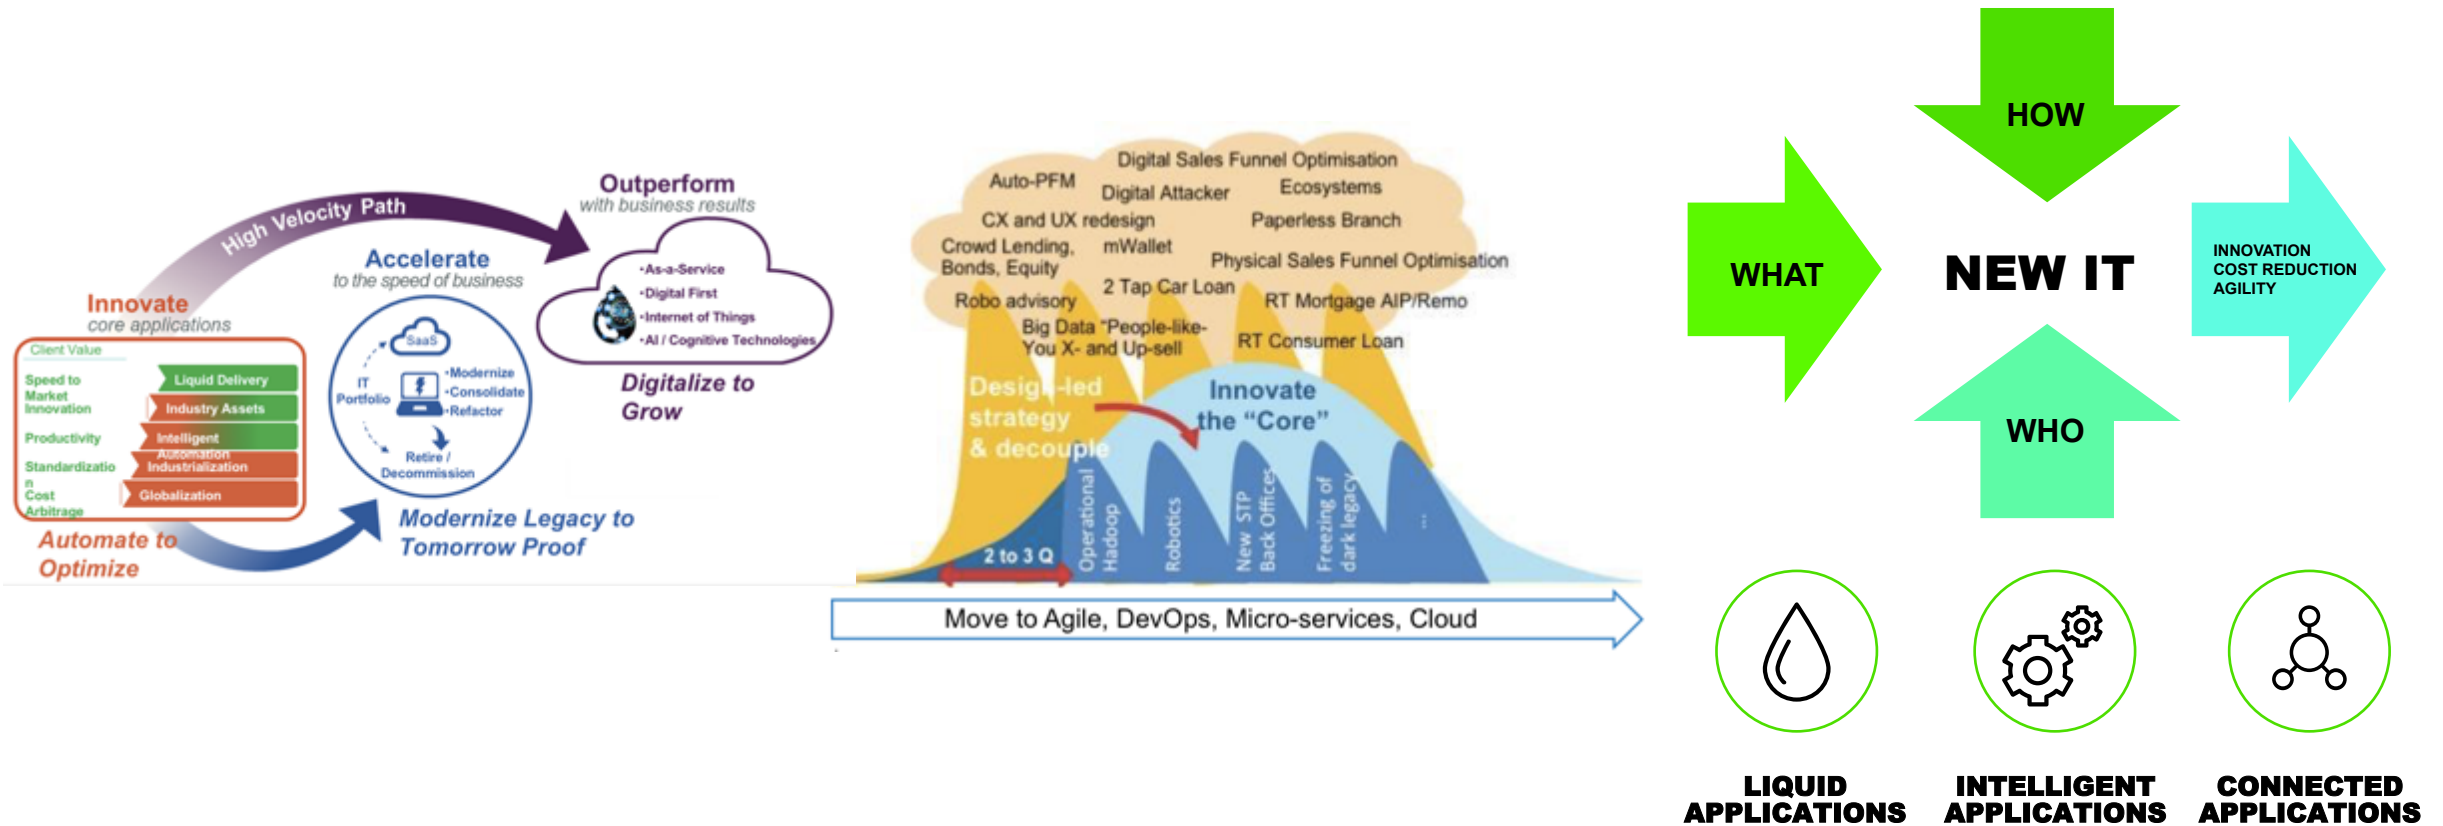 High Velocity Path
Outperform
with business results
Accelerate
to the speed of business
Innovate
core applications
Client Value
Speed to
Market
Innovation
Productivity
Standardizatio
n
Cost
Arbitrage
Liquid Delivery
Industry Assets
Intelligent
Automation
Industrialization
Globalization
Automate to
Optimize
SaaS
IT
Portfolio
•Modernize
•Consolidate
•Refactor
Retire /
Decommission
Modernize Legacy to
Tomorrow Proof
•As-a-Service
•Digital First
•Internet of Things
•AI / Cognitive Technologies
Digitalize to
Grow
Digital Sales Funnel Optimisation
Auto-PFM
Digital Attacker
Ecosystems
CX and UX redesign
Paperless Branch
Crowd Lending,
Bonds, Equity
mWallet
Physical Sales Funnel Optimisation
2 Tap Car Loan
Robo advisory
RT Mortgage AIP/Remo
Big Data "People-like-
You X- and Up-sell
RT Consumer Loan
Design-led
strategy
& decouple
Innovate
the “Core”
2 to 3 Q
Operational
Hadoop
Robotics
New STP
Back Offices
Freezing of
dark legacy
...
Move to Agile, DevOps, Micro-services, Cloud
HOW
WHAT
NEW IT
INNOVATION
COST REDUCTION
AGILITY
WHO
LIQUID
APPLICATIONS
INTELLIGENT
APPLICATIONS
CONNECTED
APPLICATIONS